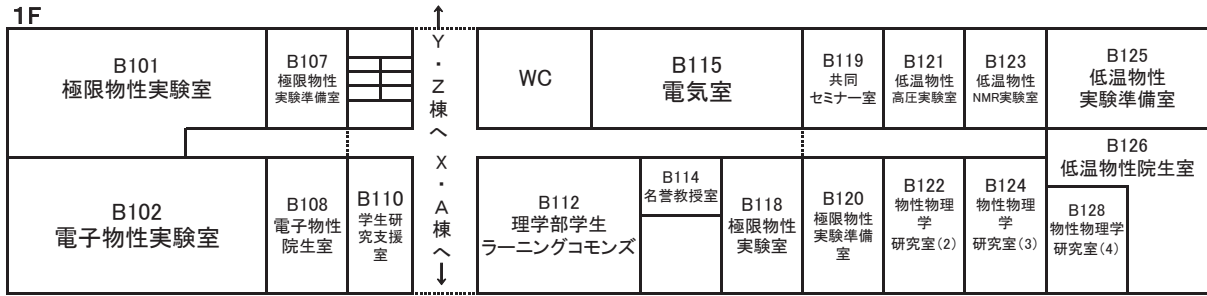 1F
B101
極限物性実験室
B107
極限物性
実験準備室
Y・Z棟へ
X・A棟へ
WC
B115
電気室
B119
共同
セミナー室
B121
低温物性
高圧実験室
B123
低温物性
NMR実験室
B125
低温物性
実験準備室
B126
低温物性院生室
B102
電子物性実験室
B108
電子物性
院生室
B110
学生研
究支援
室
B112
理学部学生
ラーニングコモンズ
B114
名誉教授室
B118
極限物性
実験室
B120
極限物性
実験準備
室
B122
物性物理
学
研究室(2)
B124
物性物理
学
研究室(3)
B128
物性物理学
研究室(4)